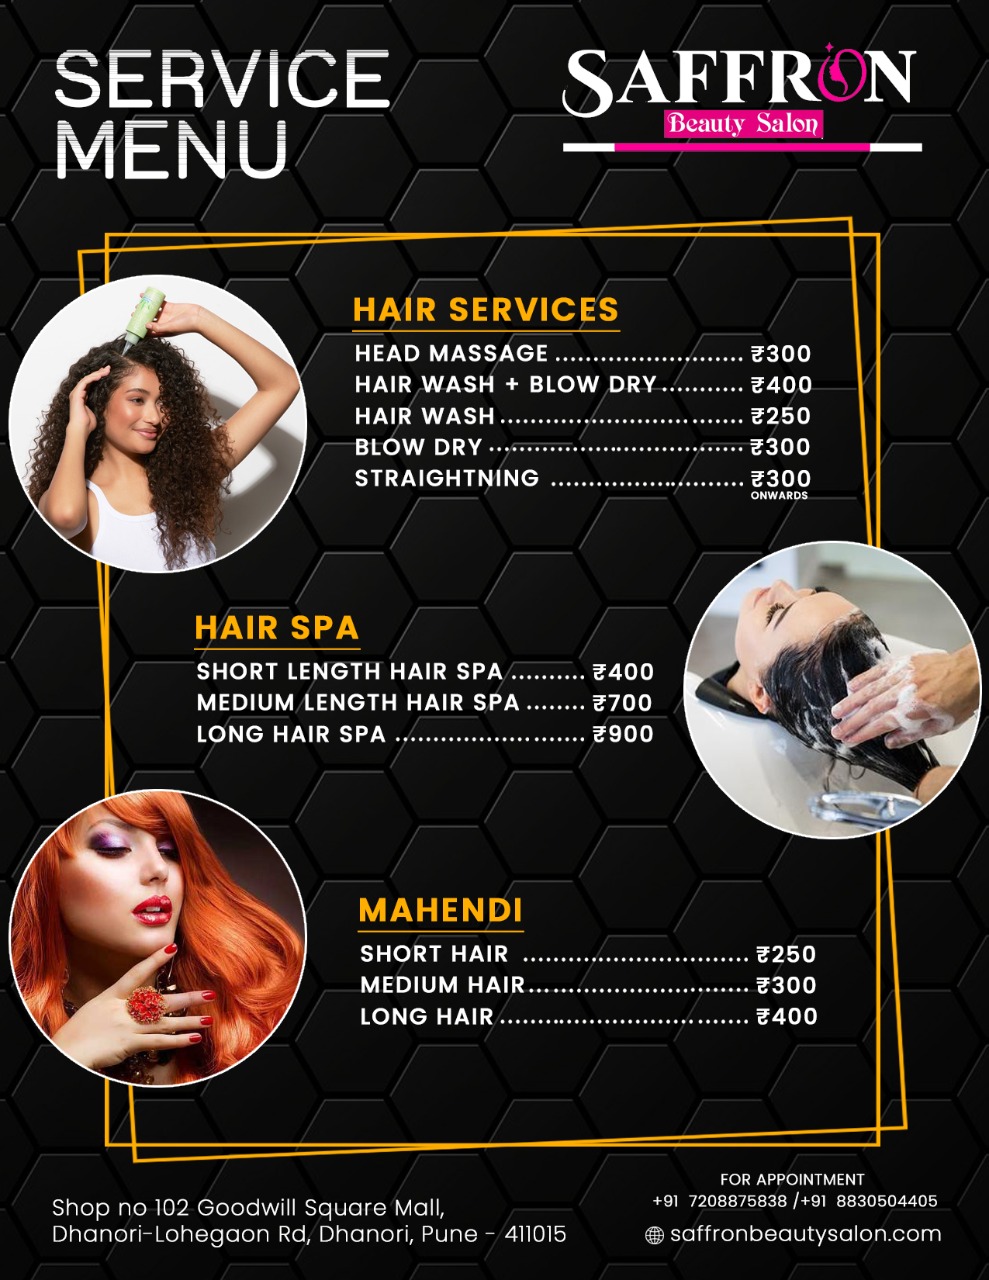 SERVICE
MENU
SAFFRON
Beauty Salon
HAIR SERVICES
HEAD MASSAGE ......................... ₹300
HAIR WASH + BLOW DRY........... ₹400
HAIR WASH ................................ ₹250
BLOW DRY .................................. ₹300
STRAIGHTNING .......................... ₹300
ONWARDS
HAIR SPA
SHORT LENGTH HAIR SPA .......... ₹400
MEDIUM LENGTH HAIR SPA ........ ₹700
LONG HAIR SPA ......................... ₹900
MAHENDI
SHORT HAIR .............................. ₹250
MEDIUM HAIR............................. ₹300
LONG HAIR ................................. ₹400
Shop no 102 Goodwill Square Mall,
Dhanori-Lohegaon Rd, Dhanori, Pune - 411015
FOR APPOINTMENT
+91 7208875838 /+91 8830504405
saffronbeautysalon.com